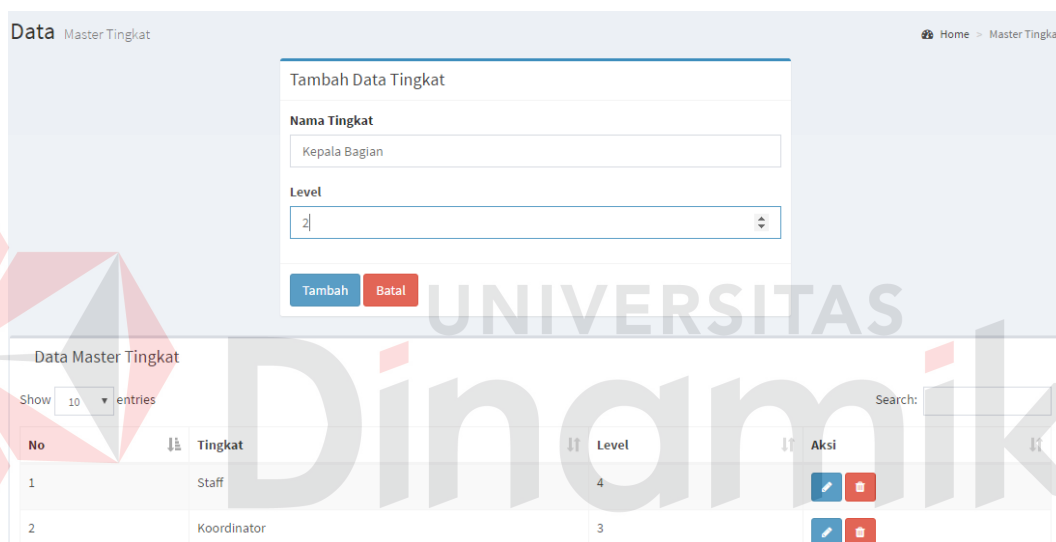 Data Master Tingkat
Home > Master Tingka
Tambah Data Tingkat
Nama Tingkat
Kepala Bagian
Level
2
Tambah Batal
UNIVERSITAS
Dinamik
Data Master Tingkat
Show 10 entries Search:
No Tingkat Level Aksi
1 Staff 4
2 Koordinator 3